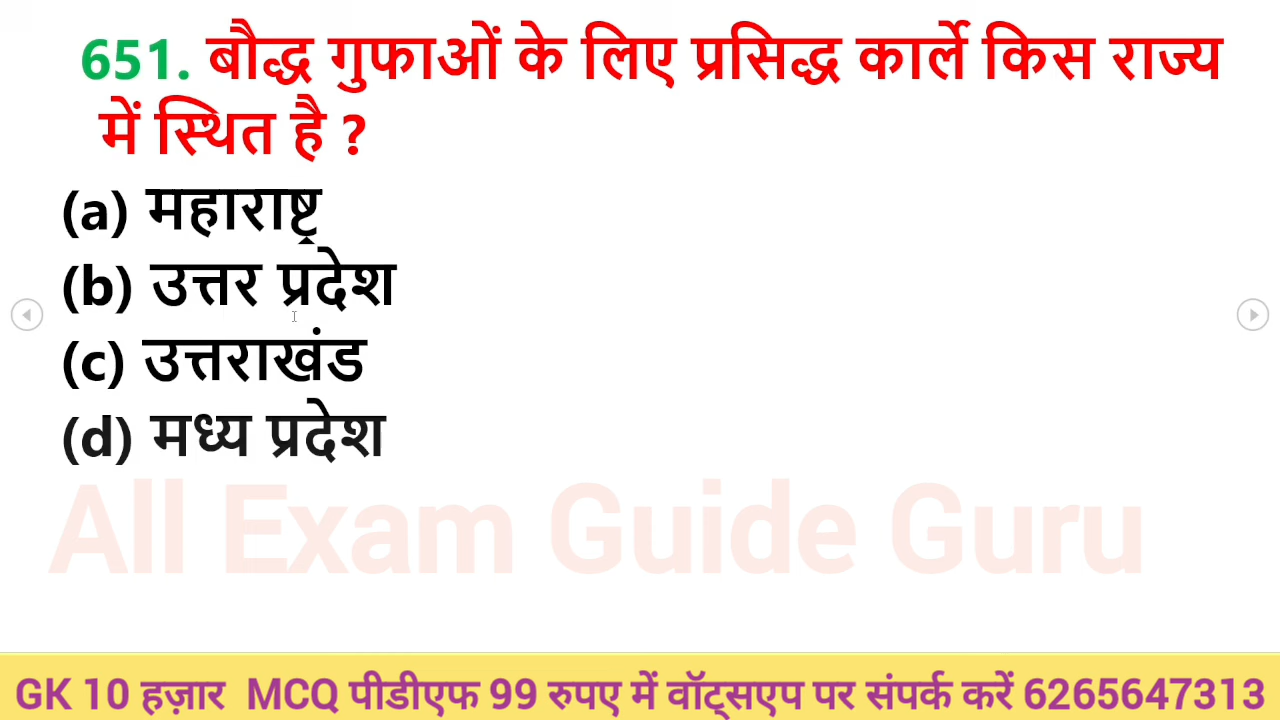 651. बौद्ध गुफाओं के लिए प्रसिद्ध कार्ले किस राज्य
में स्थित है ?
(a) महाराष्ट्र
(b) उत्तर प्रदेश
(c) उत्तराखंड
(d) मध्य प्रदेश
All Exam Guide Guru
GK 10 हज़ार MCQ पीडीएफ 99 रुपए में वॉट्सएप पर संपर्क करें 6265647313